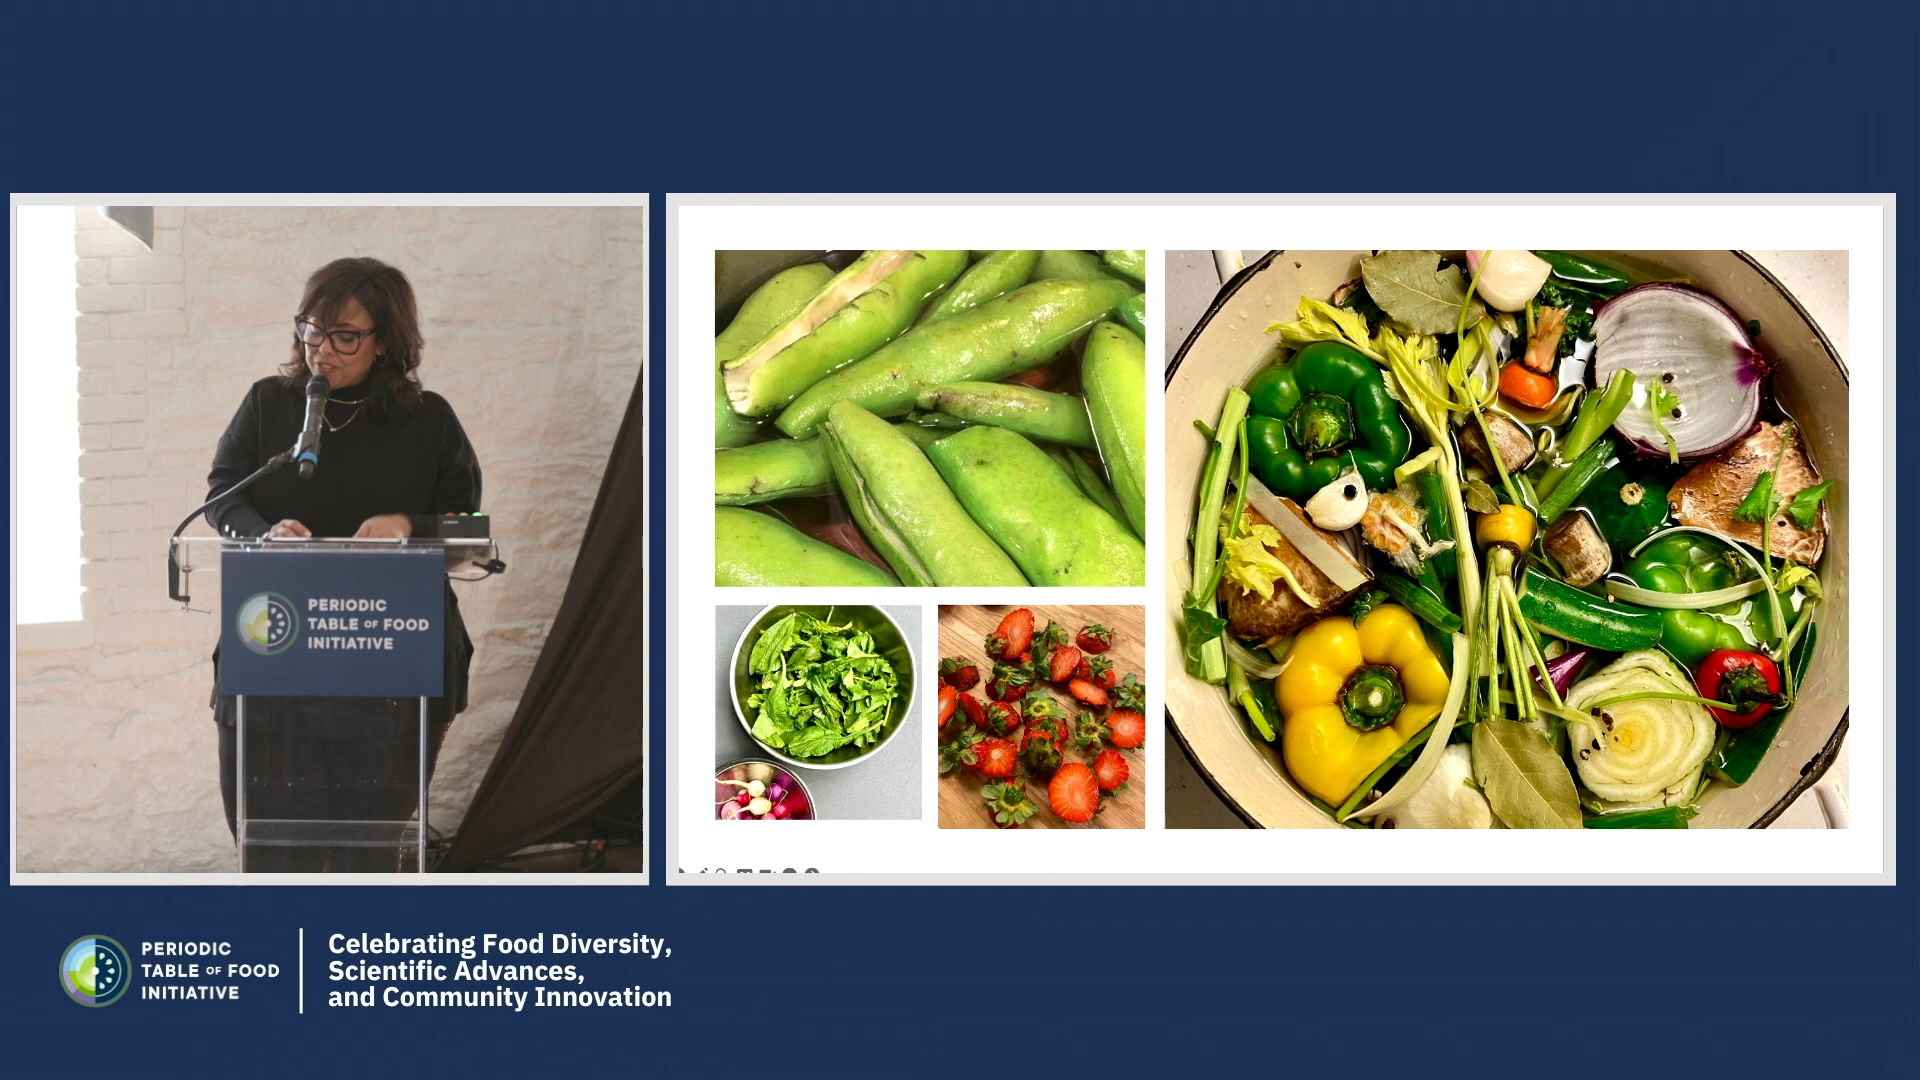 PERIODIC
TABLE OF FOOD
INITIATIVE
PERIODIC
TABLE OF FOOD
INITIATIVE
Celebrating Food Diversity,
Scientific Advances,
and Community Innovation